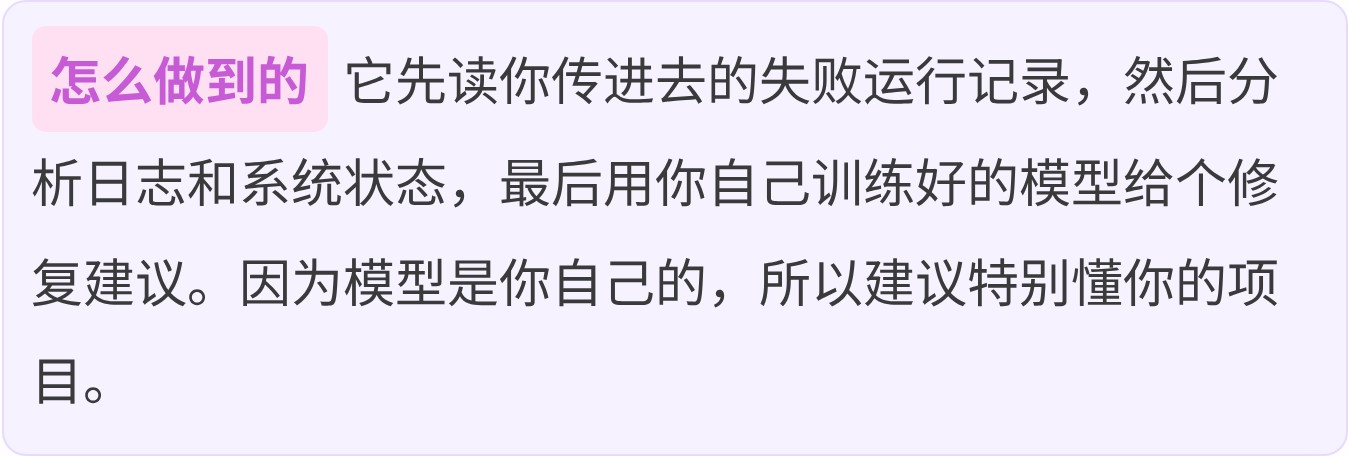 怎么做到的 它先读你传进去的失败运行记录，然后分
析日志和系统状态，最后用你自己训练好的模型给个修
复建议。因为模型是你自己的，所以建议特别懂你的项
目。